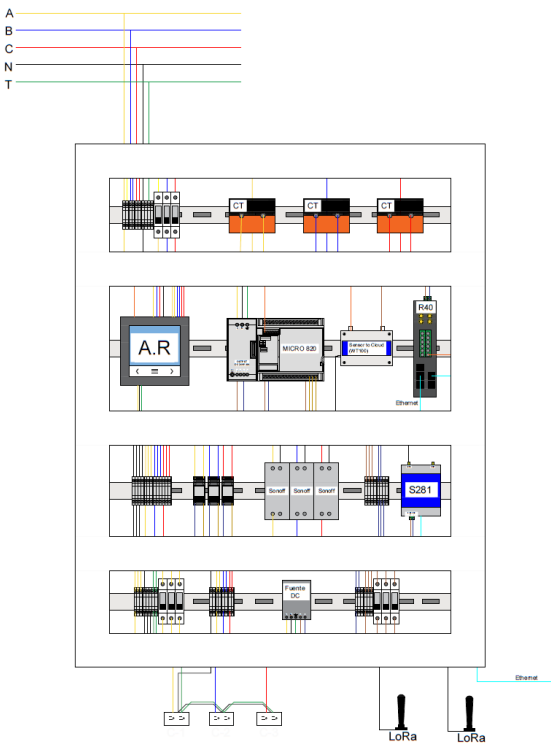 A
B
C
N
T
CT
CT
CT
A.R
MICRO 820
Sensor to Cloud
(WT100)
R40
Ethernet
Sonoff
Sonoff
Sonoff
S281
Fuente
DC
Ethernet
LoRa
LoRa